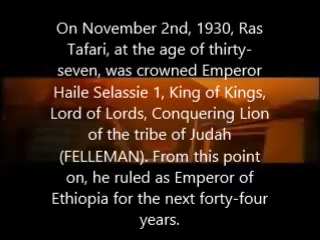 On November 2nd, 1930, Ras
Tafari, at the age of thirty-
seven, was crowned Emperor
Haile Selassie 1, King of Kings,
Lord of Lords, Conquering Lion
of the tribe of Judah
(FELLEMAN). From this point
on, he ruled as Emperor of
Ethiopia for the next forty-four
years.